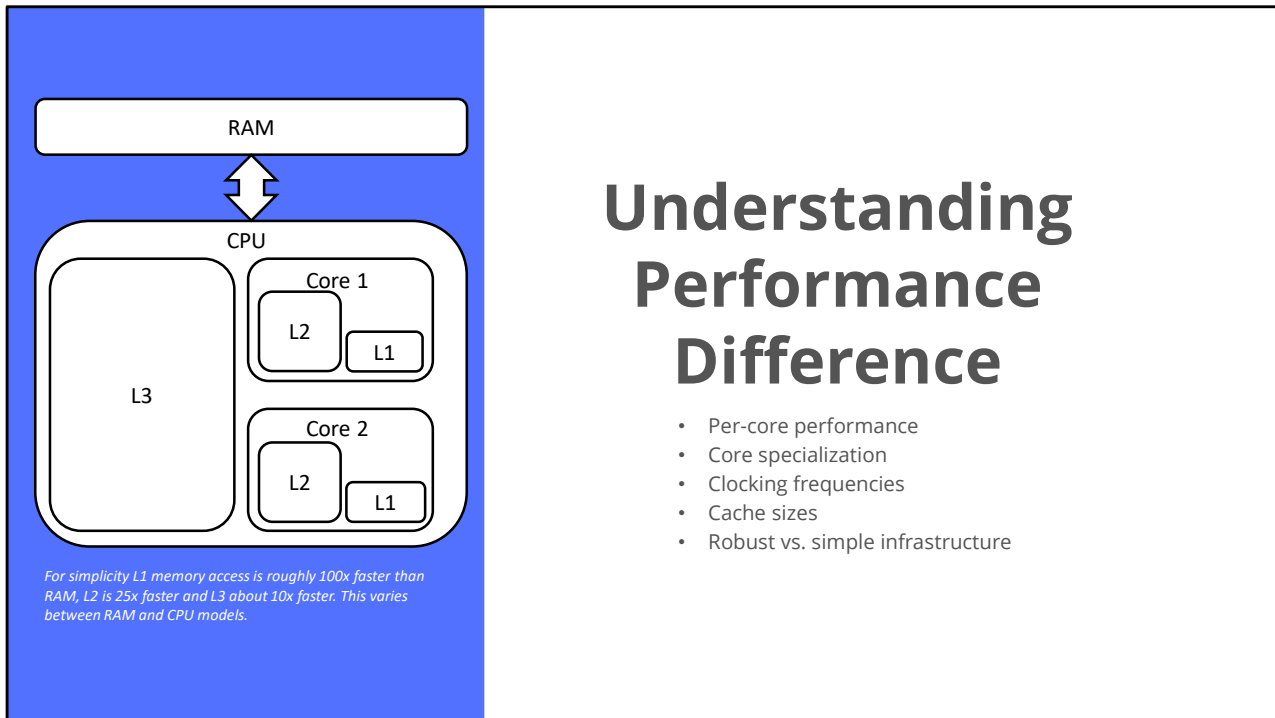 RAM
CPU
L3
Core 1
L2
L1
Core 2
L2
L1
For simplicity L1 memory access is roughly 100x faster than
RAM, L2 is 25x faster and L3 about 10x faster. This varies
between RAM and CPU models.
Understanding
Performance
Difference
• Per-core performance
• Core specialization
• Clocking frequencies
• Cache sizes
• Robust vs. simple infrastructure